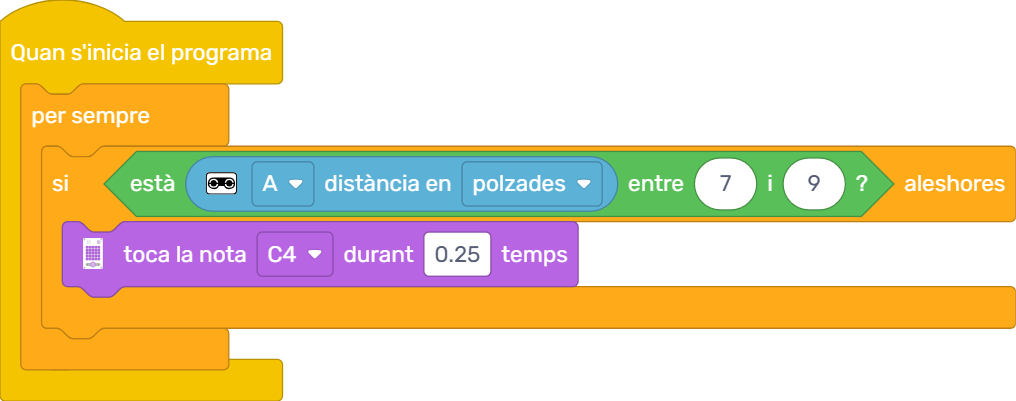 Quan s'inicia el programa
per sempre
si està A distància en polzades entre 7 i 9 ? aleshores
toca la nota C4 durant 0.25 temps